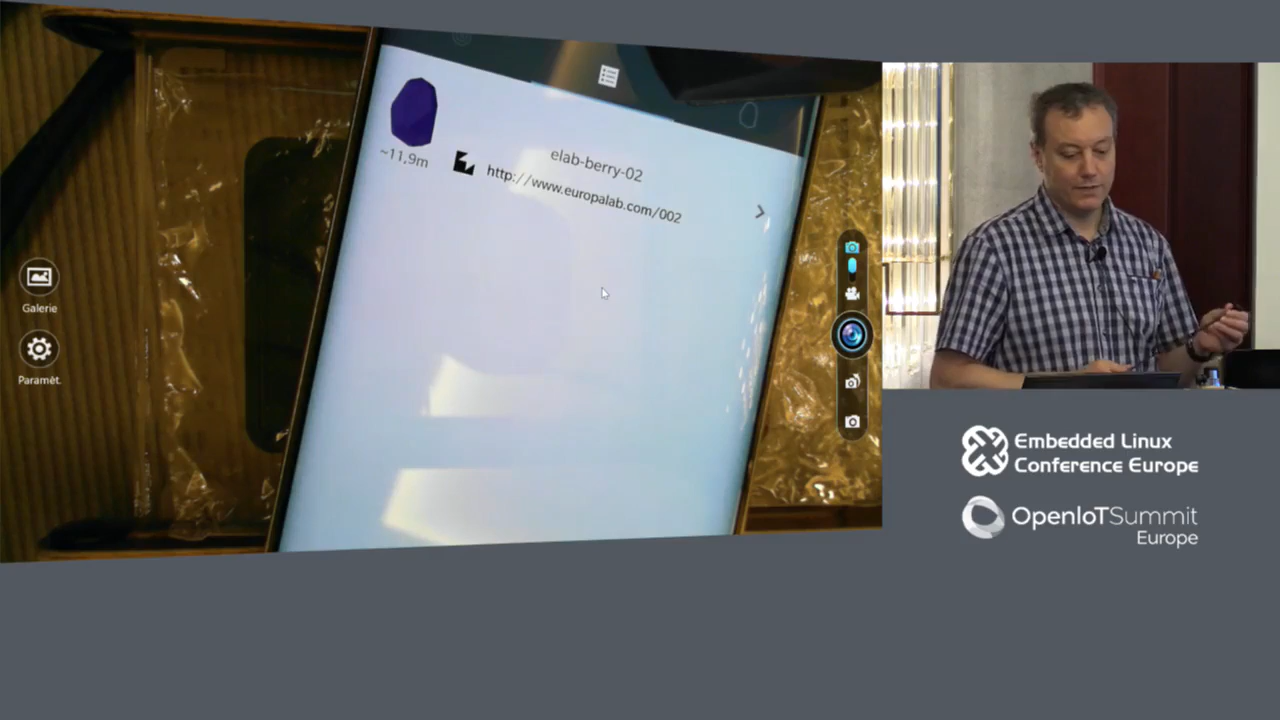 elab-berry-02
~11,9m
http://www.europalab.com/002
Galerie
Paramèt.
Embedded Linux
Conference Europe
OpenIoTSummit
Europe